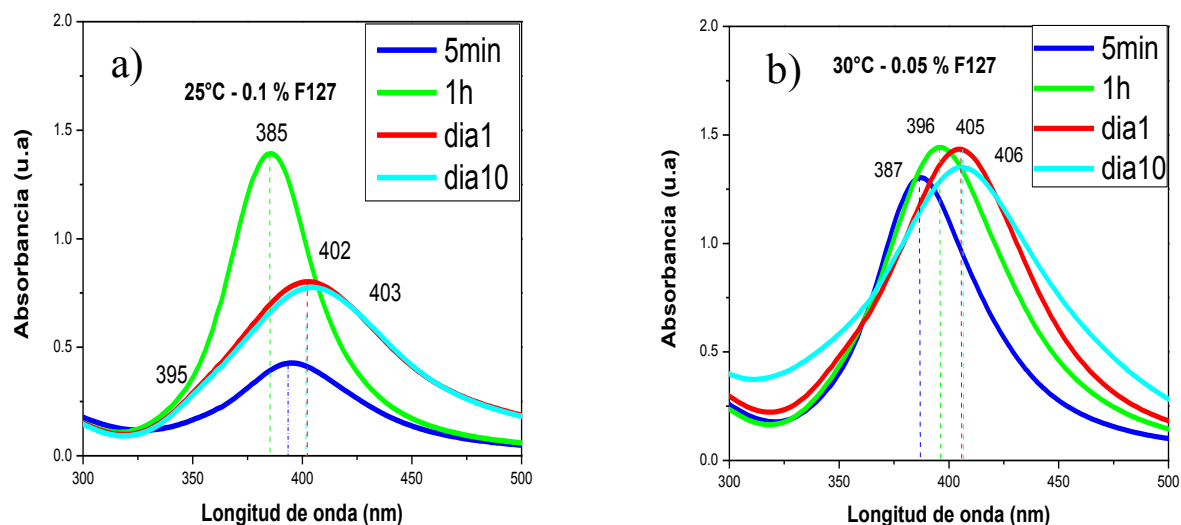 a)
25°C - 0.1 % F127
5min
1h
dia1
dia10
385
402
403
395
2.0
1.5
1.0
0.5
0.0
300
350
400
450
500
Absorbancia (u.a)
Longitud de onda (nm)
b)
30°C - 0.05 % F127
5min
1h
dia1
dia10
396
405
387
406
2.0
1.5
1.0
0.5
0.0
300
350
400
450
500
Absorbancia (u.a)
Longitud de onda (nm)